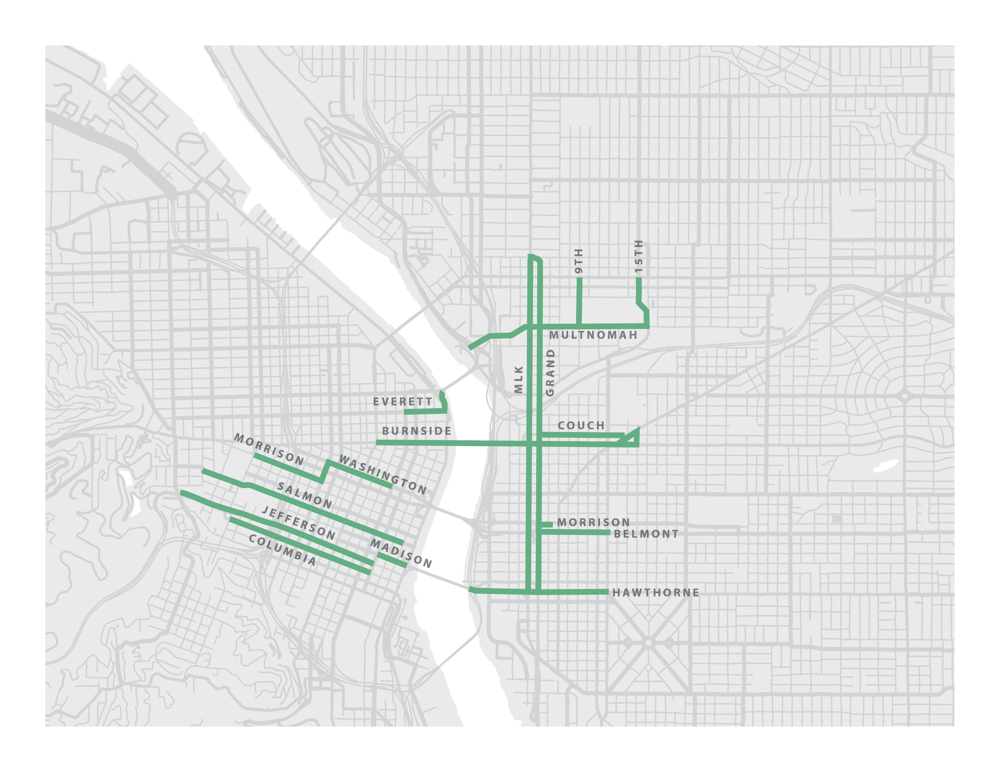 9TH
15TH
MULTNOMAH
MLK
GRAND
EVERETT
COUCH
BURNSIDE
MORRISON
WASHINGTON
SALMON
JEFFERSON
MORRISON
BELMONT
COLUMBIA
MADISON
HAWTHORNE